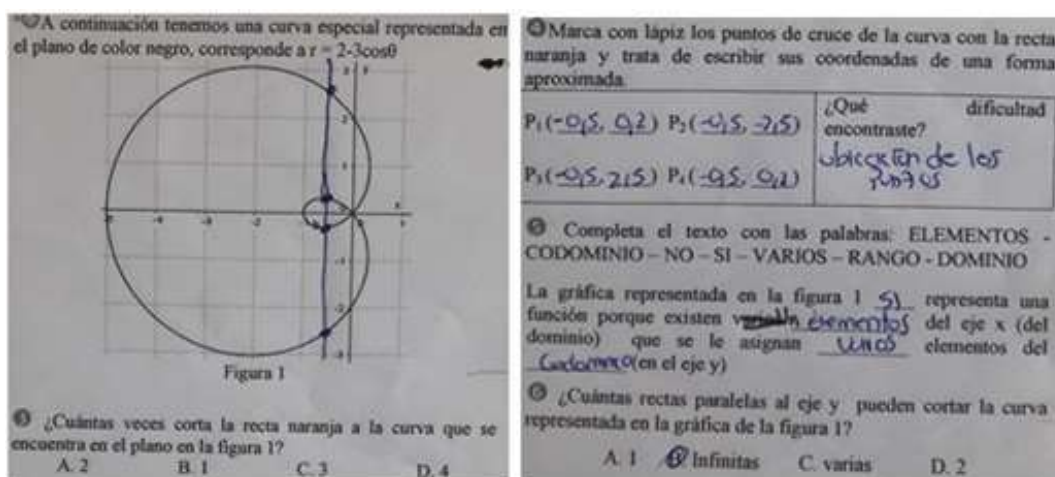 A continuación tenemos una curva especial representada en
el plano de color negro, corresponde a r = 2-3cosθ
Figura 1
¿Cuántas veces corta la recta naranja a la curva que se
encuentra en el plano en la figura 1?
A. 2 B. 1 C. 3 D. 4
Marca con lápiz los puntos de cruce de la curva con la recta
naranja y trata de escribir sus coordenadas de una forma
aproximada.
P₁(-0,5, 0,2) P₂(-0,5, -2,5)
P₃(-0,5, 2,5) P₄(-0,5, 0,2)
¿Qué dificultad
encontraste?
ubicación de los
puntos
Completa el texto con las palabras: ELEMENTOS -
CODOMINIO – NO – SI – VARIOS – RANGO - DOMINIO
La gráfica representada en la figura 1 SI representa una
función porque existen elementos del eje x (del
dominio) que se le asignan elementos del
Codominio (en el eje y)
¿Cuántas rectas paralelas al eje y pueden cortar la curva
representada en la gráfica de la figura 1?
A. 1 B. Infinitas C. varias D. 2